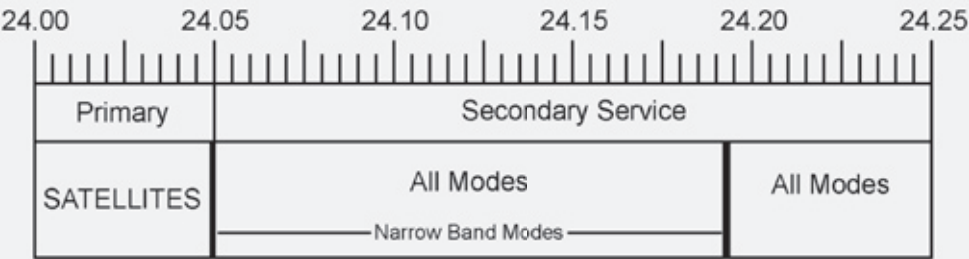 24.00 24.05 24.10 24.15 24.20 24.25
Primary Secondary Service
SATELLITES All Modes All Modes
Narrow Band Modes